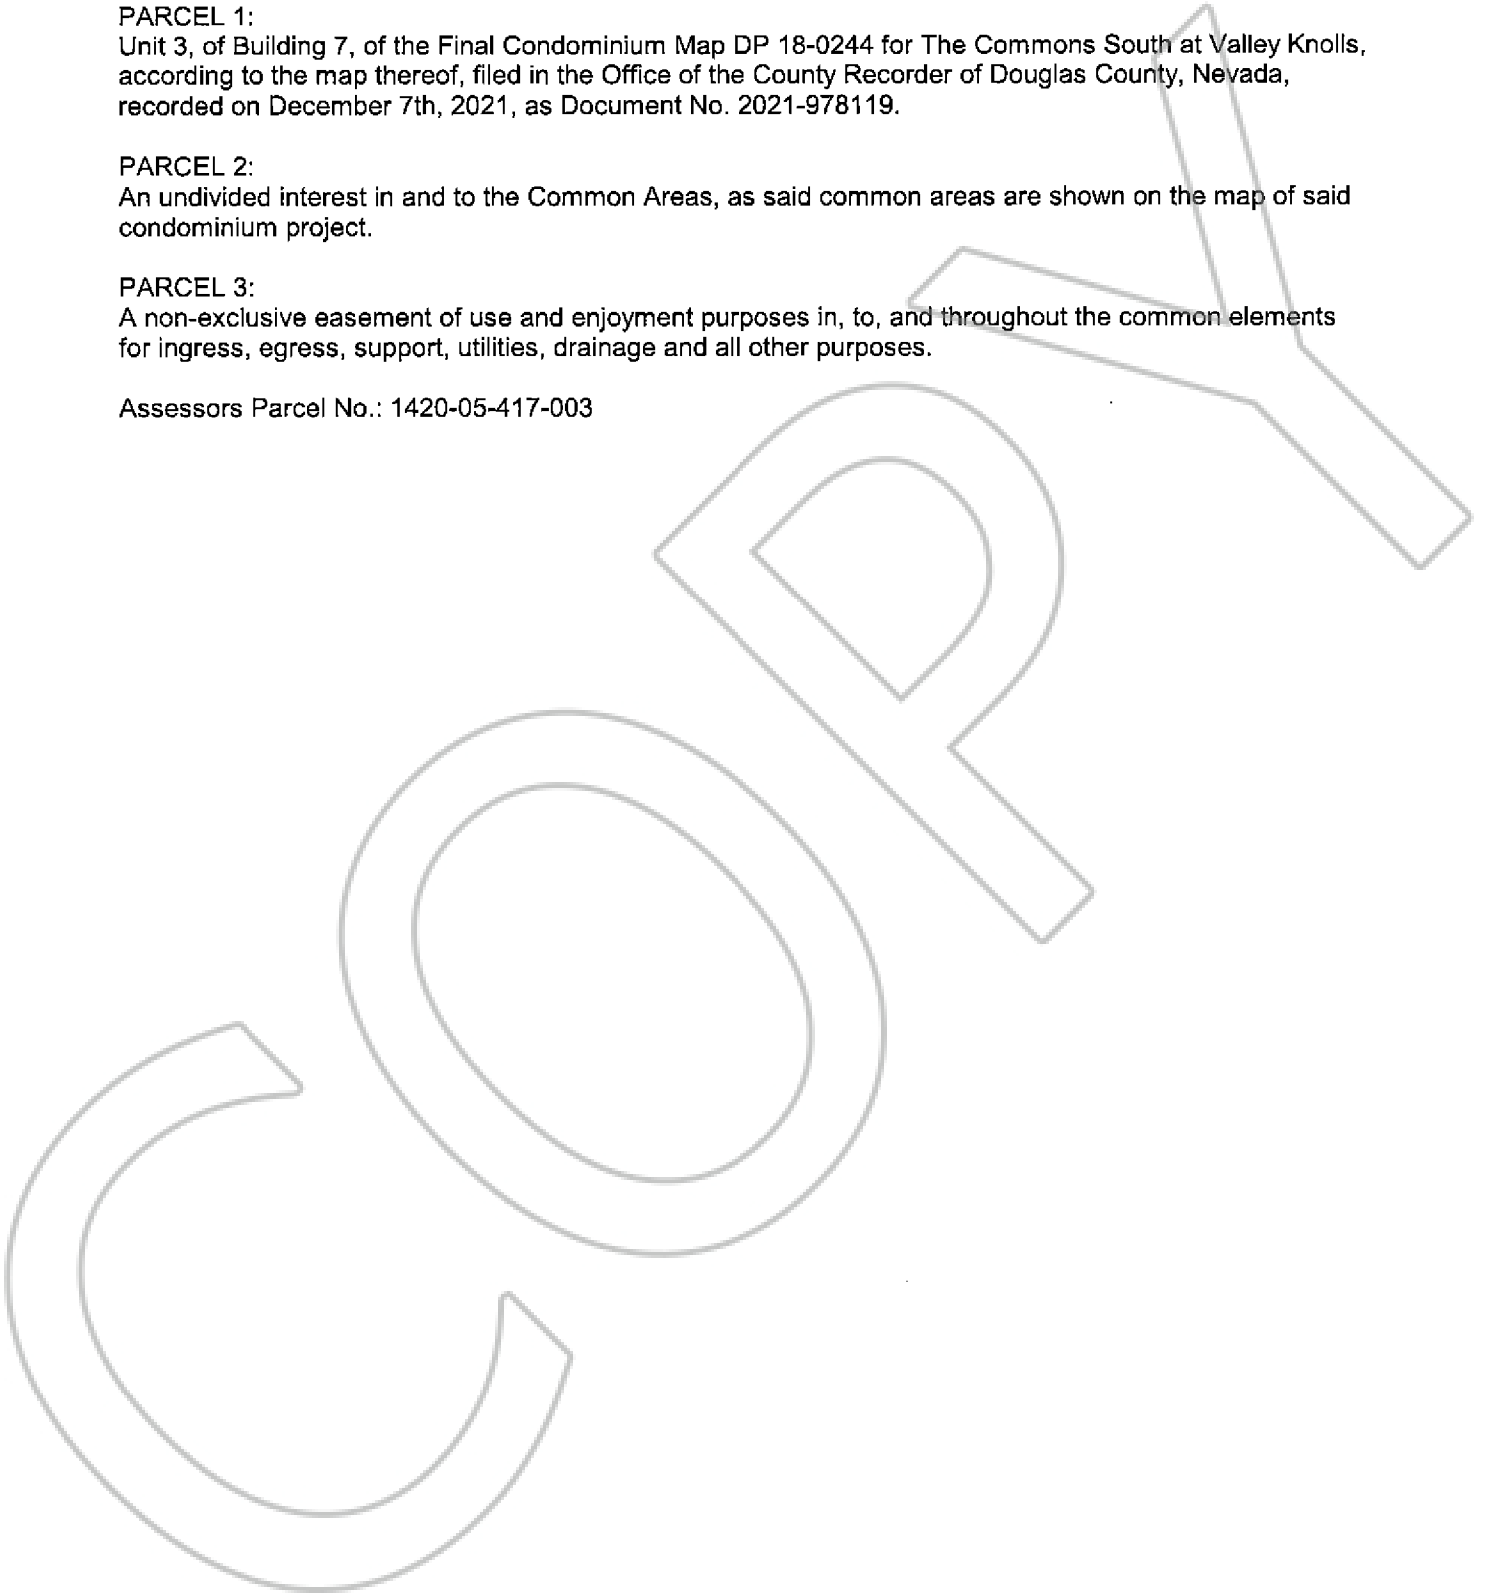 PARCEL 1:
Unit 3, of Building 7, of the Final Condominium Map DP 18-0244 for The Commons South at Valley Knolls,
according to the map thereof, filed in the Office of the County Recorder of Douglas County, Nevada,
recorded on December 7th, 2021, as Document No. 2021-978119.
PARCEL 2:
An undivided interest in and to the Common Areas, as said common areas are shown on the map of said
condominium project.
PARCEL 3:
A non-exclusive easement of use and enjoyment purposes in, to, and throughout the common elements
for ingress, egress, support, utilities, drainage and all other purposes.
Assessors Parcel No.: 1420-05-417-003
COPY